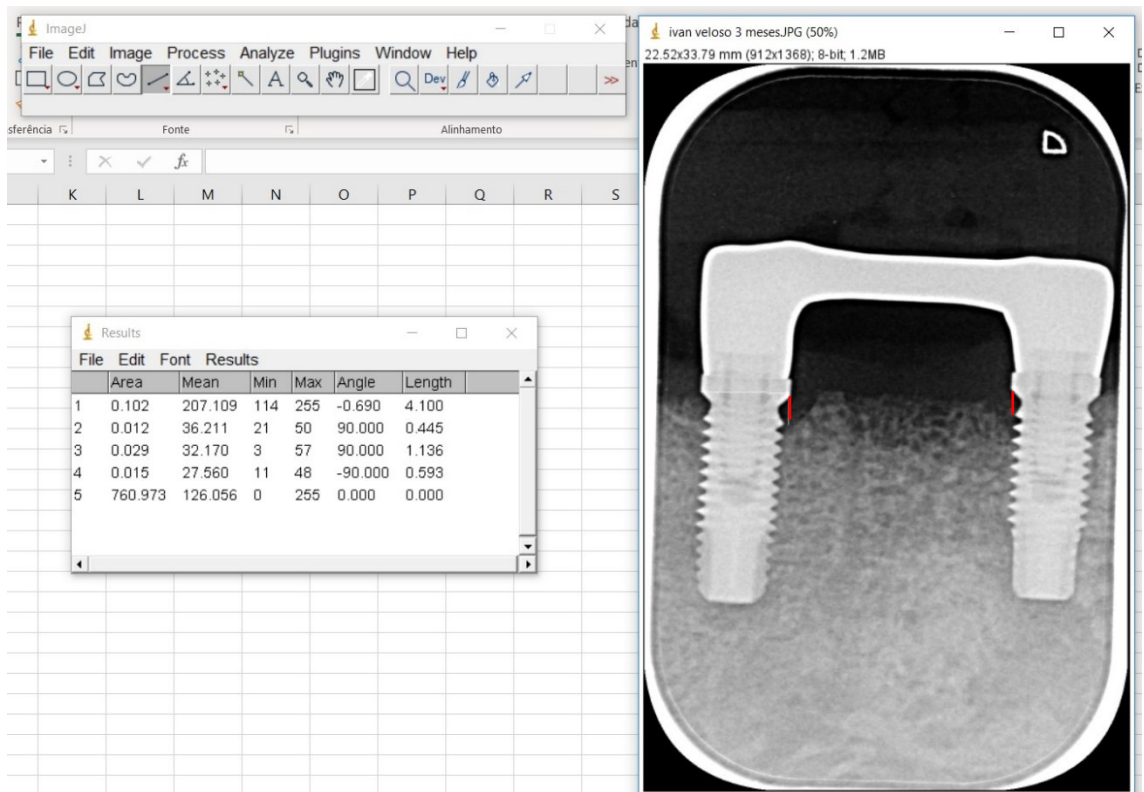 ImageJ
File Edit Image Process Analyze Plugins Window Help
Dev
sferência Fonte Alinhamento
fx
K L M N O P Q R S
Results
File Edit Font Results
Area Mean Min Max Angle Length
1 0.102 207.109 114 255 -0.690 4.100
2 0.012 36.211 21 50 90.000 0.445
3 0.029 32.170 3 57 90.000 1.136
4 0.015 27.560 11 48 -90.000 0.593
5 760.973 126.056 0 255 0.000 0.000
ivan veloso 3 meses.JPG (50%)
22.52x33.79 mm (912x1368); 8-bit; 1.2MB